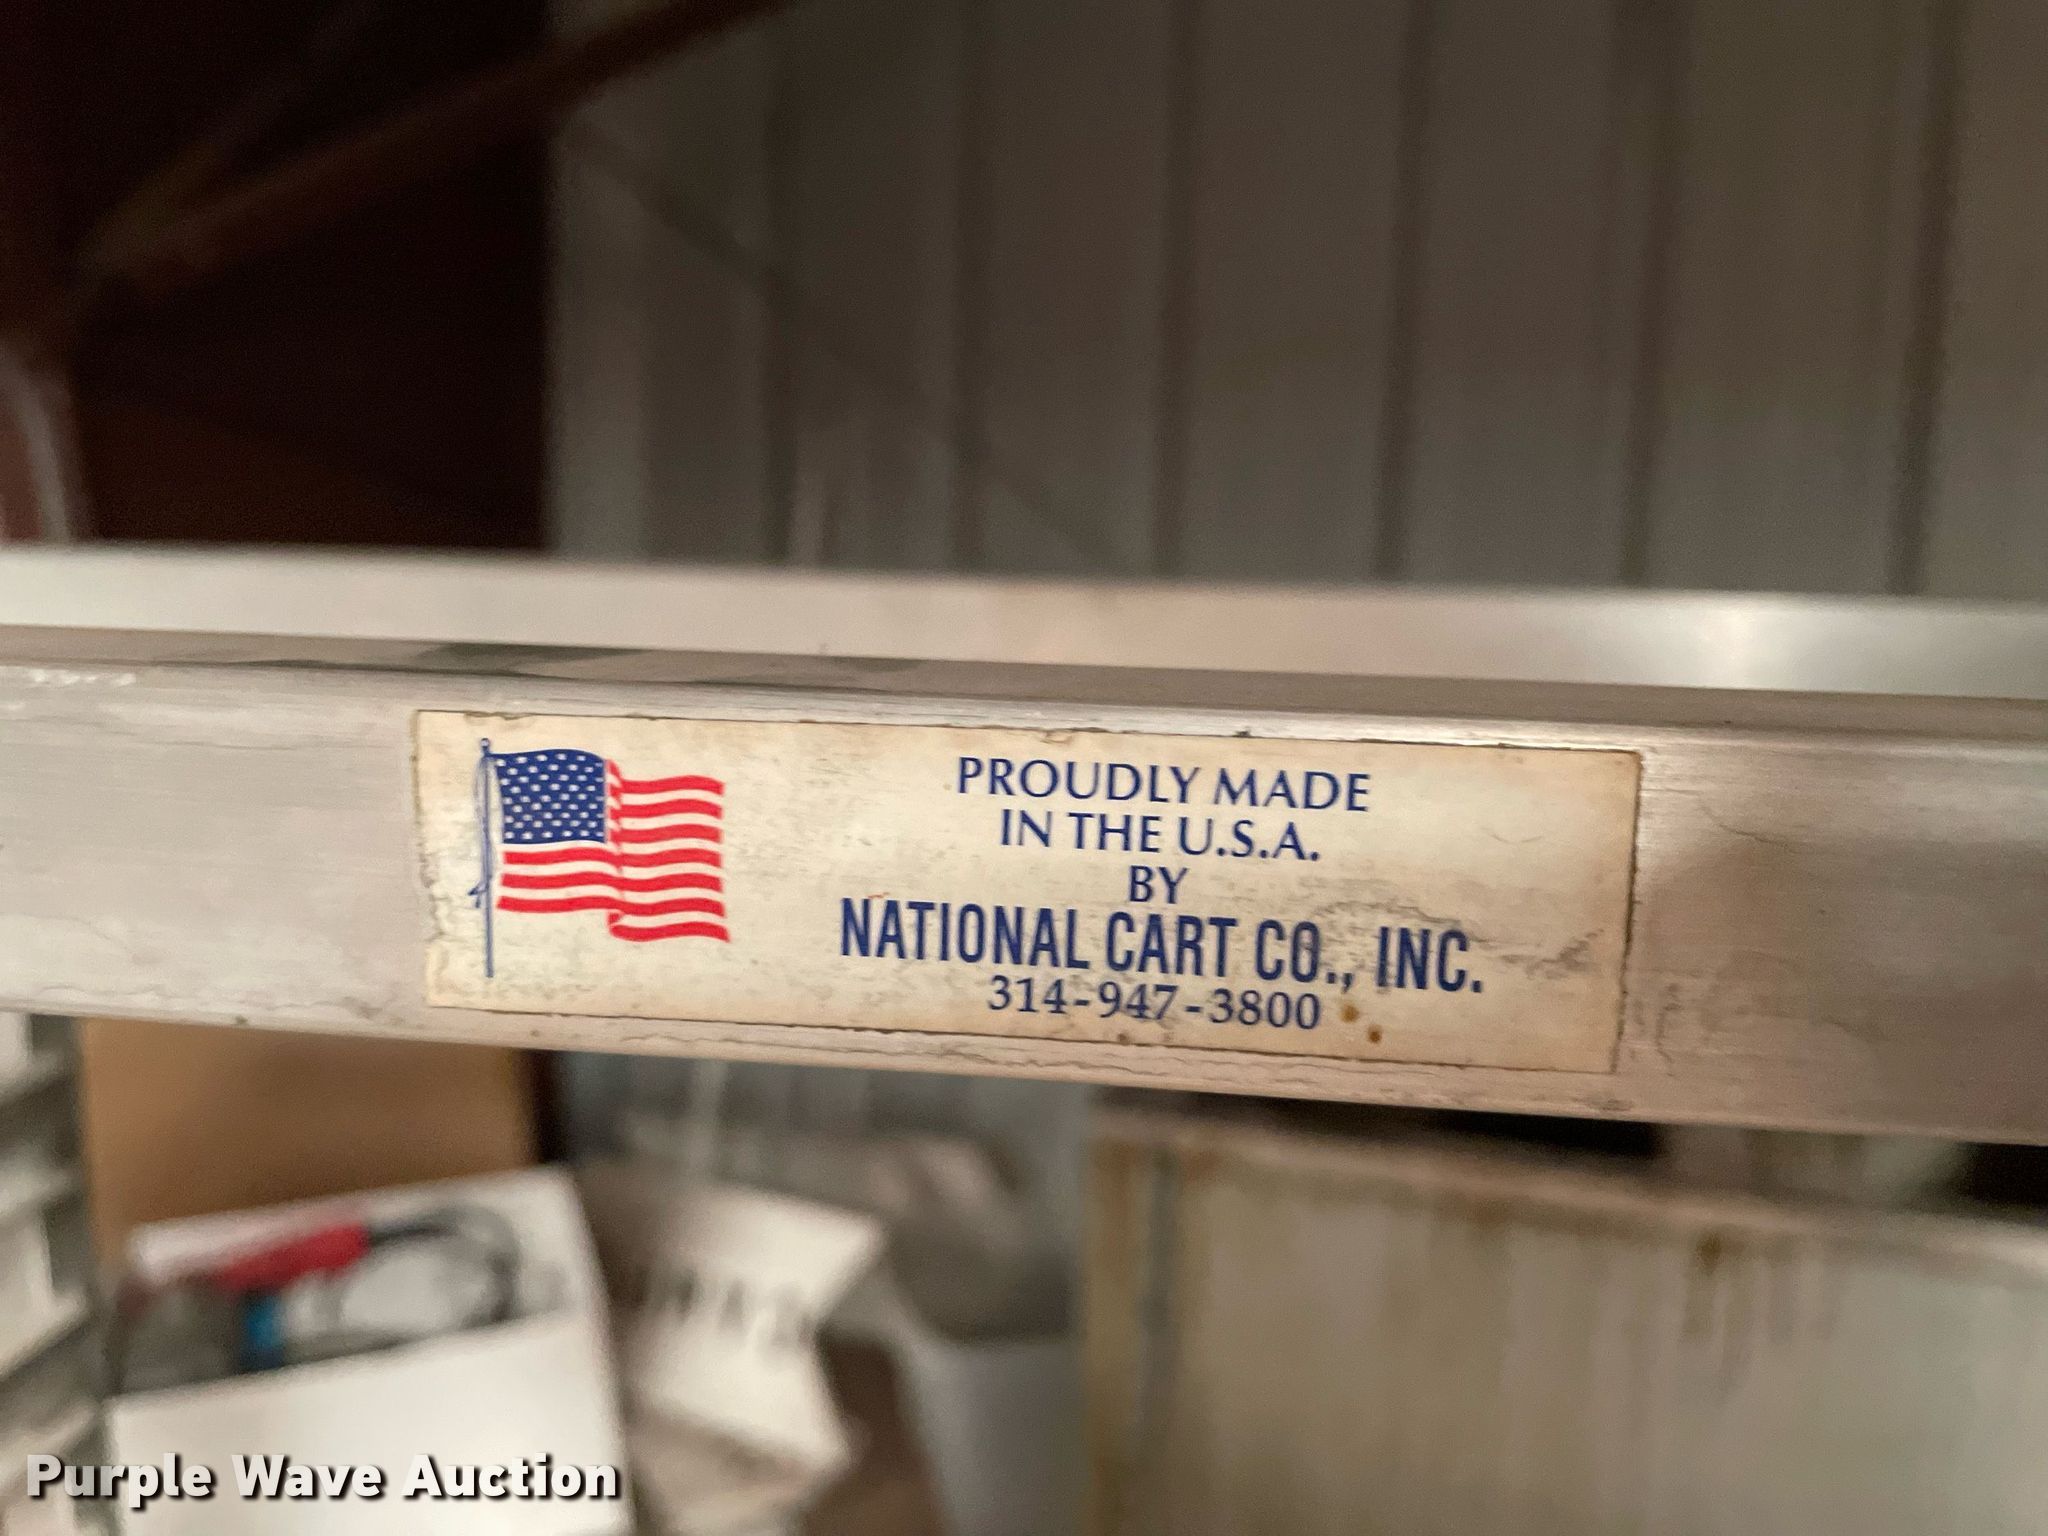 PROUDLY MADE
IN THE U.S.A.
BY
NATIONAL CART CO., INC.
314-947-3800
Purple Wave Auction